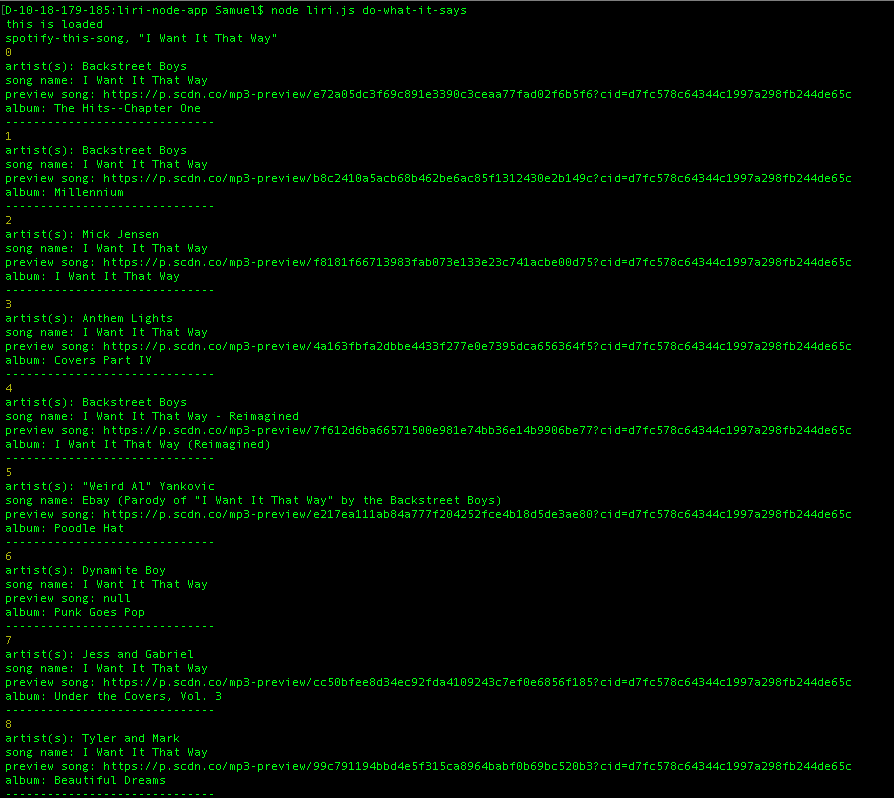 [D-10-18-179-185:liri-node-app Samuel$ node liri.js do-what-it-says
this is loaded
spotify-this-song, "I Want It That Way"
0
artist(s): Backstreet Boys
song name: I Want It That Way
preview song: https://p.scdn.co/mp3-preview/e72a05dc3f69c891e3390c3ceaa77fad02f6b5f6?cid=d7fc578c64344c1997a298fb244de65c
album: The Hits--Chapter One
------------------------------
1
artist(s): Backstreet Boys
song name: I Want It That Way
preview song: https://p.scdn.co/mp3-preview/b8c2410a5acb68b462be6ac85f1312430e2b149c?cid=d7fc578c64344c1997a298fb244de65c
album: Millennium
------------------------------
2
artist(s): Mick Jensen
song name: I Want It That Way
preview song: https://p.scdn.co/mp3-preview/f8181f66713983fab073e133e23c741acbe00d75?cid=d7fc578c64344c1997a298fb244de65c
album: I Want It That Way
------------------------------
3
artist(s): Anthem Lights
song name: I Want It That Way
preview song: https://p.scdn.co/mp3-preview/4a163fbfa2dbbe4433f277e0e7395dca656364f5?cid=d7fc578c64344c1997a298fb244de65c
album: Covers Part IV
------------------------------
4
artist(s): Backstreet Boys
song name: I Want It That Way - Reimagined
preview song: https://p.scdn.co/mp3-preview/7f612d6ba66571500e981e74bb36e14b9906be77?cid=d7fc578c64344c1997a298fb244de65c
album: I Want It That Way (Reimagined)
------------------------------
5
artist(s): "Weird Al" Yankovic
song name: Ebay (Parody of "I Want It That Way" by the Backstreet Boys)
preview song: https://p.scdn.co/mp3-preview/e217ea111ab84a777f204252fce4b18d5de3ae80?cid=d7fc578c64344c1997a298fb244de65c
album: Poodle Hat
------------------------------
6
artist(s): Dynamite Boy
song name: I Want It That Way
preview song: null
album: Punk Goes Pop
------------------------------
7
artist(s): Jess and Gabriel
song name: I Want It That Way
preview song: https://p.scdn.co/mp3-preview/cc50bfee8d34ec92fda4109243c7ef0e6856f185?cid=d7fc578c64344c1997a298fb244de65c
album: Under the Covers, Vol. 3
------------------------------
8
artist(s): Tyler and Mark
song name: I Want It That Way
preview song: https://p.scdn.co/mp3-preview/99c791194bbd4e5f315ca8964babf0b69bc520b3?cid=d7fc578c64344c1997a298fb244de65c
album: Beautiful Dreams
------------------------------